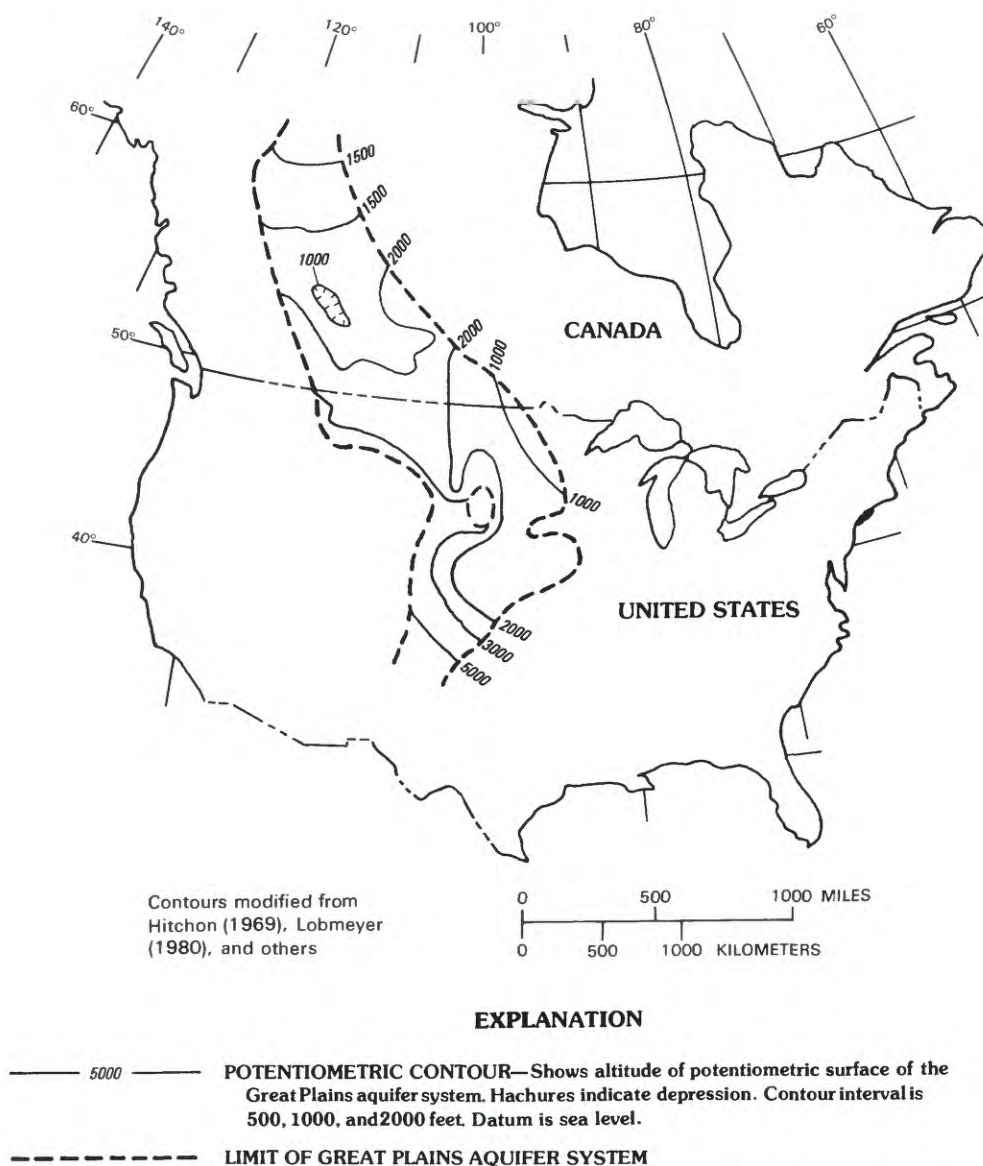 140°
120°
100°
80°
60°
60°
1500
1500
2000
1000
CANADA
50°
2000
1000
1000
40°
UNITED STATES
2000
3000
5000
Contours modified from
Hitchon (1969), Lobmeyer
(1980), and others
0 500 1000 MILES
0 500 1000 KILOMETERS
EXPLANATION
5000 POTENTIOMETRIC CONTOUR—Shows altitude of potentiometric surface of the
Great Plains aquifer system. Hachures indicate depression. Contour interval is
500, 1000, and 2000 feet. Datum is sea level.
LIMIT OF GREAT PLAINS AQUIFER SYSTEM